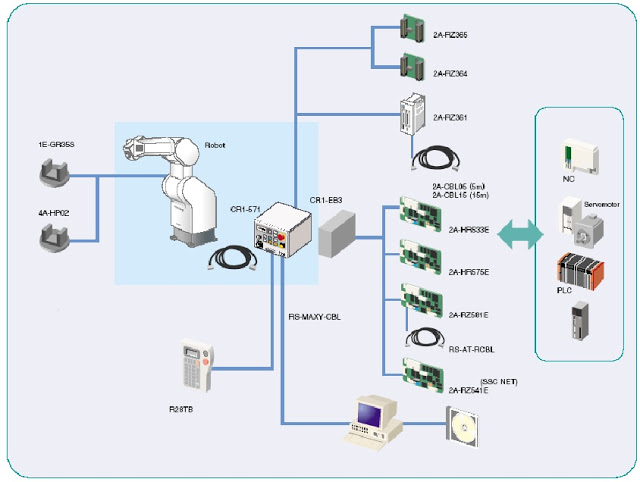 2A-RZ365
2A-RZ364
2A-RZ361
1E-GR35S
Robot
4A-HP02
CR1-571
CR1-EB3
2A-CBL05 (5m)
2A-CBL15 (15m)
2A-HR533E
2A-HR575E
2A-RZ581E
RS-MAXY-CBL
RS-AT-RCBL
(SSC NET)
2A-RZ541E
R28TB
NC
Servomotor
PLC